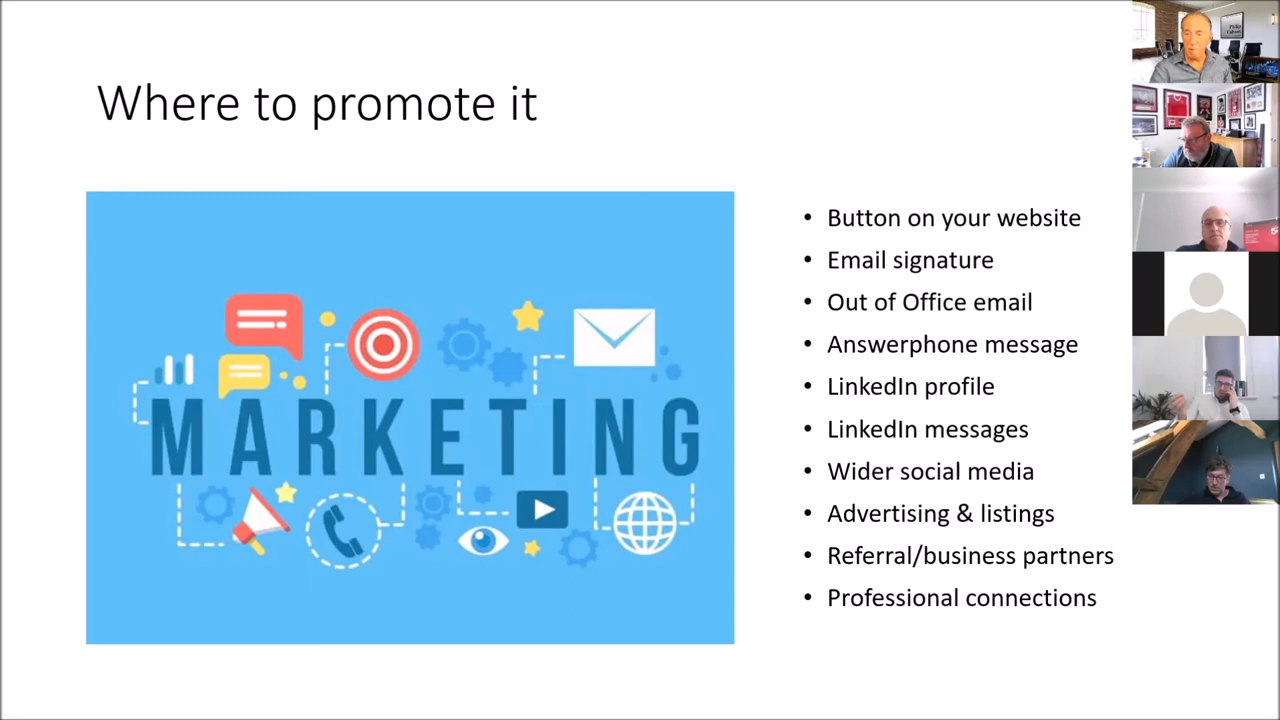 Where to promote it
MARKETING
• Button on your website
• Email signature
• Out of Office email
• Answerphone message
• LinkedIn profile
• LinkedIn messages
• Wider social media
• Advertising & listings
• Referral/business partners
• Professional connections